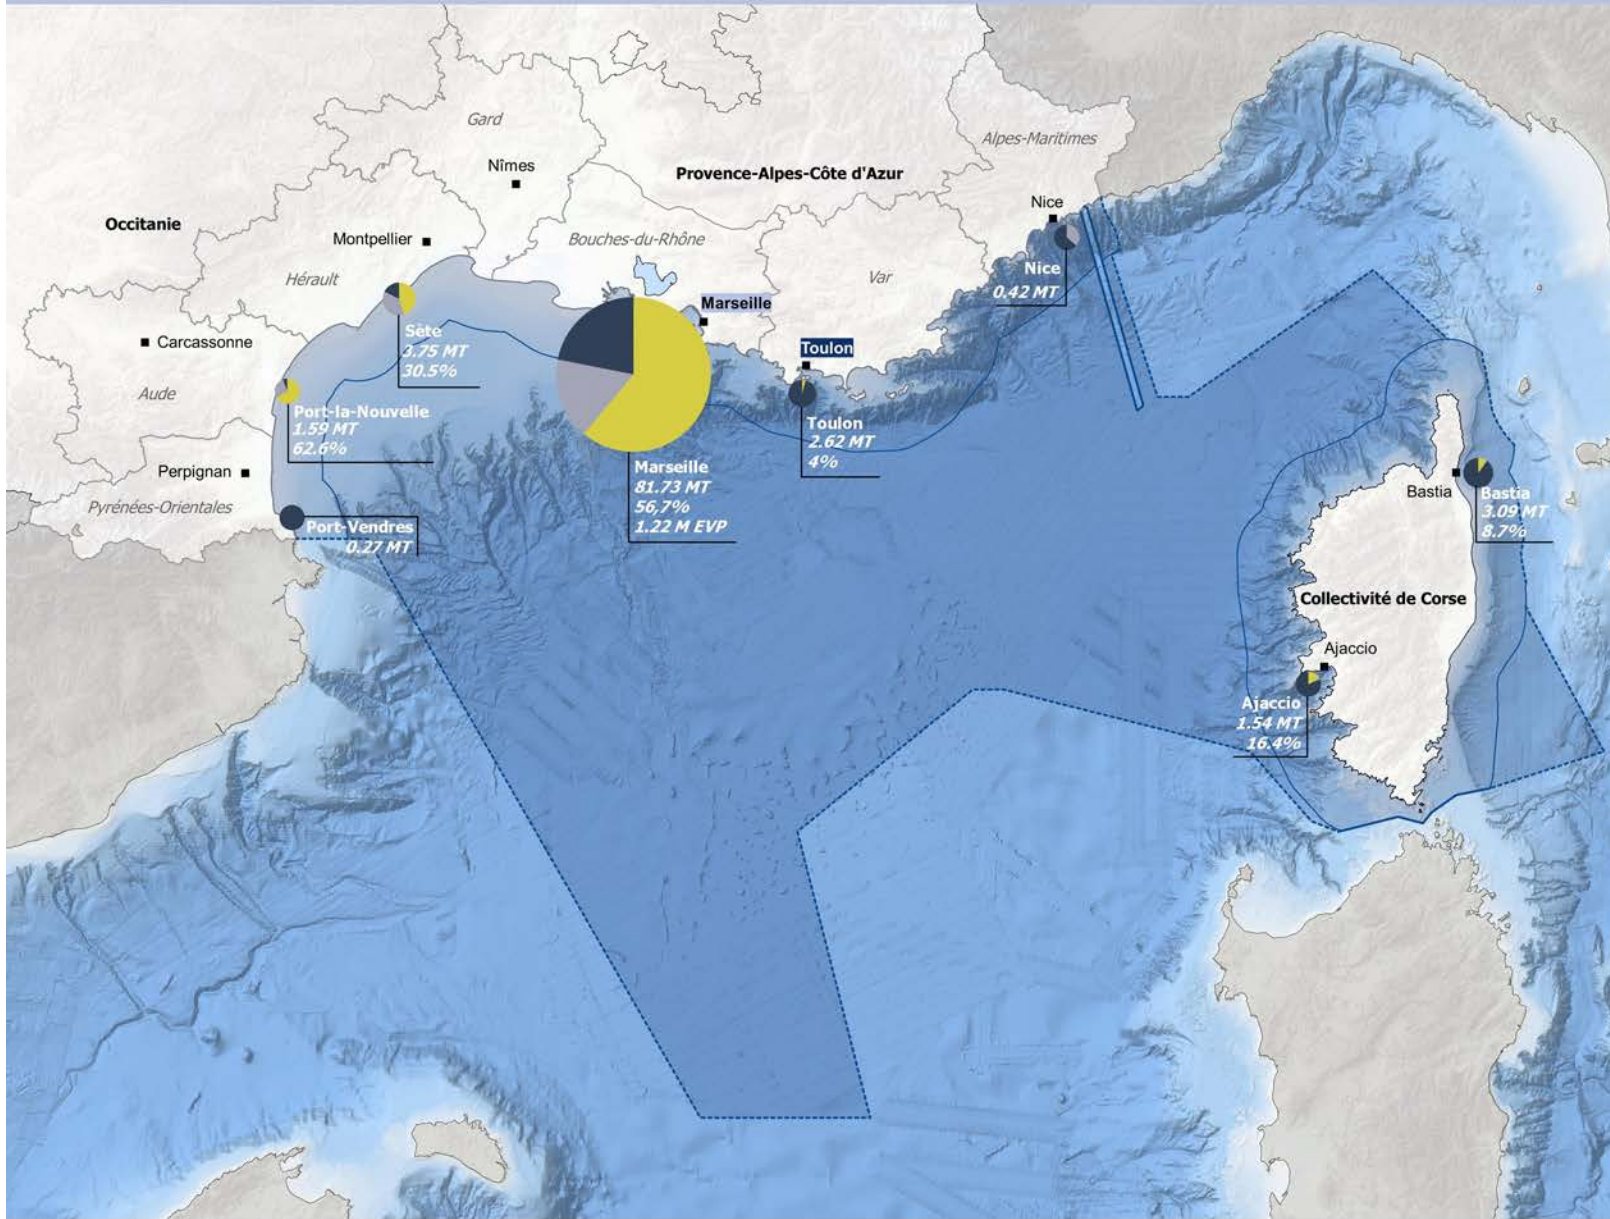 Gard
Alpes-Maritimes
Nîmes
Provence-Alpes-Côte d'Azur
Nice
Occitanie
Montpellier
Bouches-du-Rhône
Hérault
Var
Nice
0.42 MT
Marseille
Sète
3.75 MT
30.5%
Carcassonne
Toulon
Aude
Port-la-Nouvelle
1.59 MT
62.6%
Toulon
2.62 MT
4%
Perpignan
Marseille
81.73 MT
56,7%
1.22 M EVP
Pyrénées-Orientales
Port-Vendres
0.27 MT
Bastia
Bastia
3.09 MT
8.7%
Collectivité de Corse
Ajaccio
Ajaccio
1.54 MT
16.4%